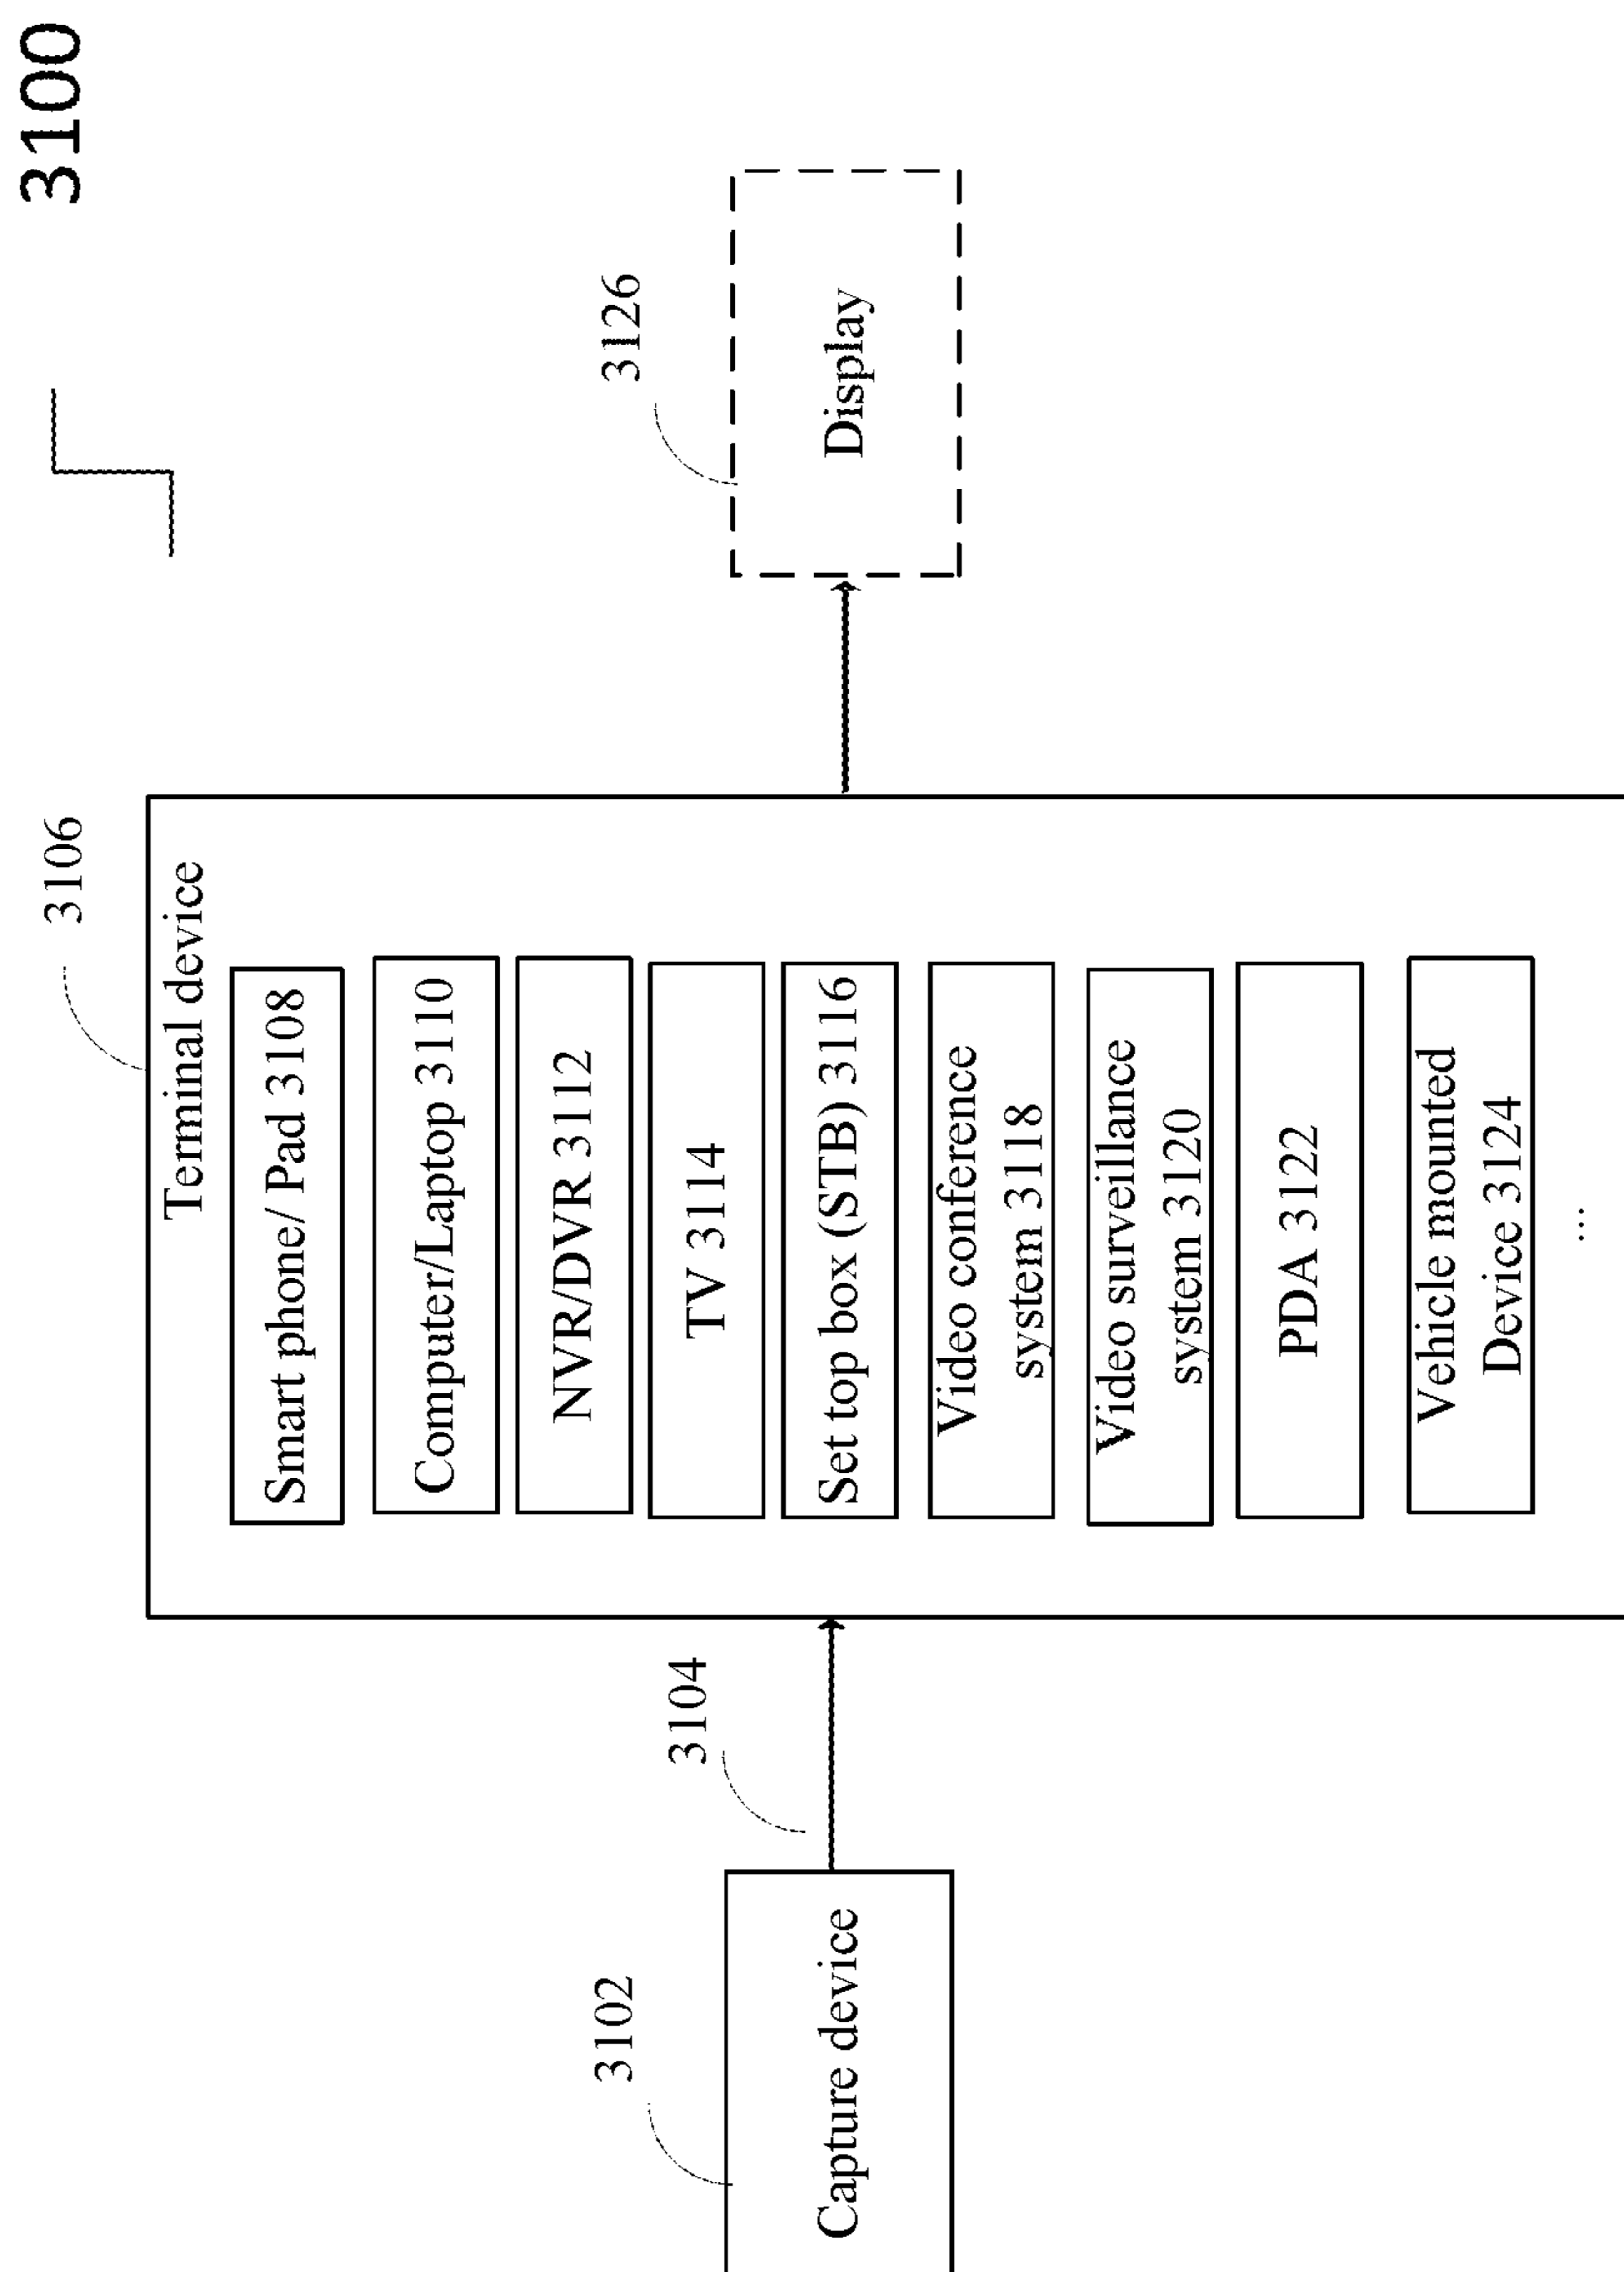 3100
3106
Terminal device
3102
Capture device
3104
Smart phone/ Pad 3108
Computer/Laptop 3110
NVR/DVR 3112
TV 3114
Set top box (STB) 3116
Video conference
system 3118
Video surveillance
system 3120
PDA 3122
Vehicle mounted
Device 3124
...
3126
Display